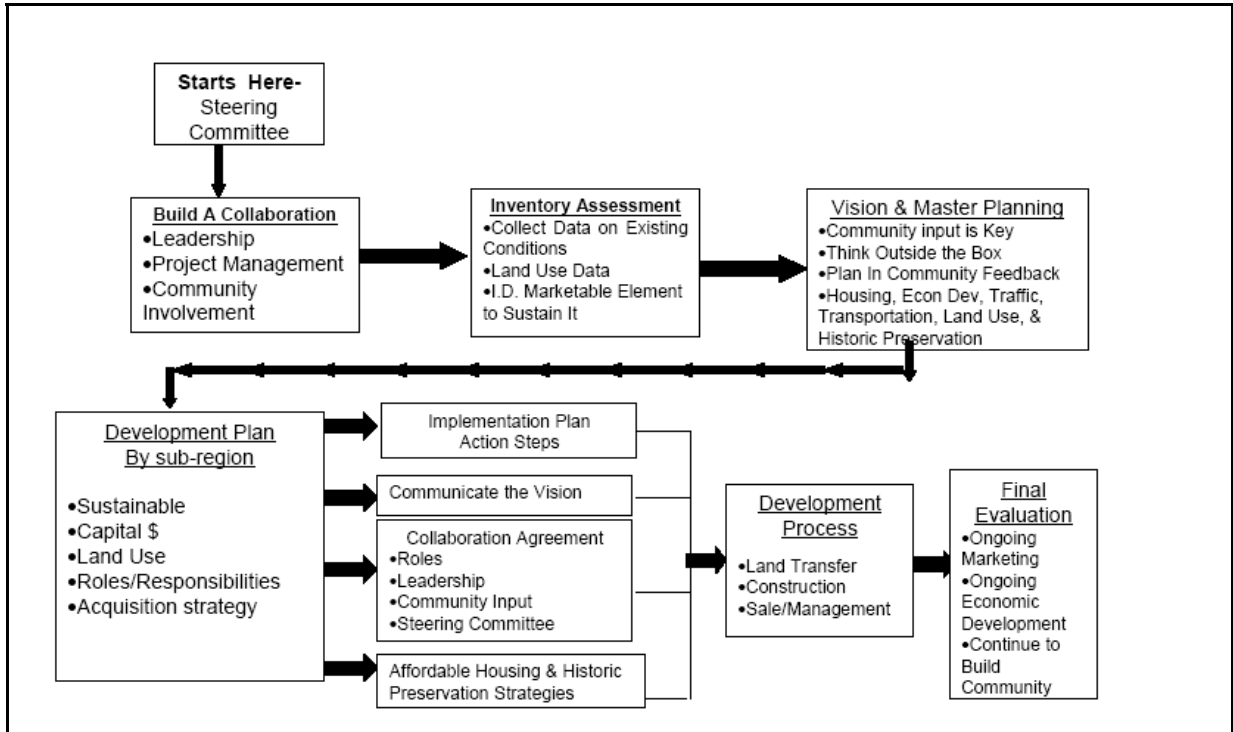 Starts Here-
Steering
Committee
Build A Collaboration
•Leadership
•Project Management
•Community
Involvement
Inventory Assessment
•Collect Data on Existing
Conditions
•Land Use Data
•I.D. Marketable Element
to Sustain It
Vision & Master Planning
•Community input is Key
•Think Outside the Box
•Plan In Community Feedback
•Housing, Econ Dev, Traffic,
Transportation, Land Use, &
Historic Preservation
Development Plan
By sub-region
•Sustainable
•Capital $
•Land Use
•Roles/Responsibilities
•Acquisition strategy
Implementation Plan
Action Steps
Communicate the Vision
Collaboration Agreement
•Roles
•Leadership
•Community Input
•Steering Committee
Affordable Housing & Historic
Preservation Strategies
Development
Process
•Land Transfer
•Construction
•Sale/Management
Final
Evaluation
•Ongoing
Marketing
•Ongoing
Economic
Development
•Continue to
Build
Community